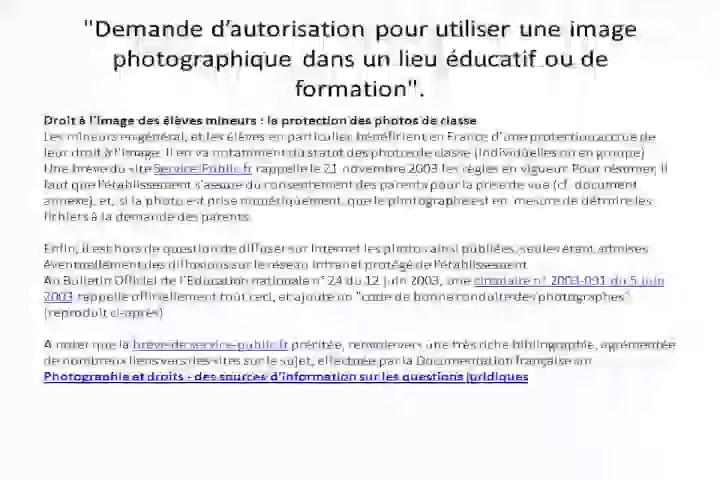 "Demande d’autorisation pour utiliser une image
photographique dans un lieu éducatif ou de
formation".
Droit à l'image des élèves mineurs : la protection des photos de classe
Les mineurs en général, et les élèves en particulier bénéficient en France d'une protection accrue de
leur droit à l'image. Il en va notamment du statut des photos de classe (individuelles ou en groupe)
Une brève du site Service-Public.fr rappelle le 21 novembre 2003 les règles en vigueur. Pour résumer, il
faut que l'établissement s'assure du consentement des parents pour la prise de vue (cf. document
annexe), et, si la photo est prise numériquement, que le photographe est en mesure de détruire les
fichiers à la demande des parents.
Enfin, il est hors de question de diffuser sur Internet les photos ainsi publiées, seules étant admises
éventuellement des diffusions sur le réseau Intranet protégé de l'établissement
Au Bulletin Officiel de l'Education nationale n° 24 du 12 juin 2003, une circulaire n° 2003-091 du 5 juin
2003 rappelle officiellement tout ceci, et ajoute un "code de bonne conduite des photographes"
(reproduit ci-après)
A noter que la brève de service-public.fr précitée, renvoie vers une très riche bibliographie, agrémentée
de nombreux liens vers des sites sur le sujet, effectuée par la Documentation française sur
Photographie et droits - des sources d'information sur les questions juridiques